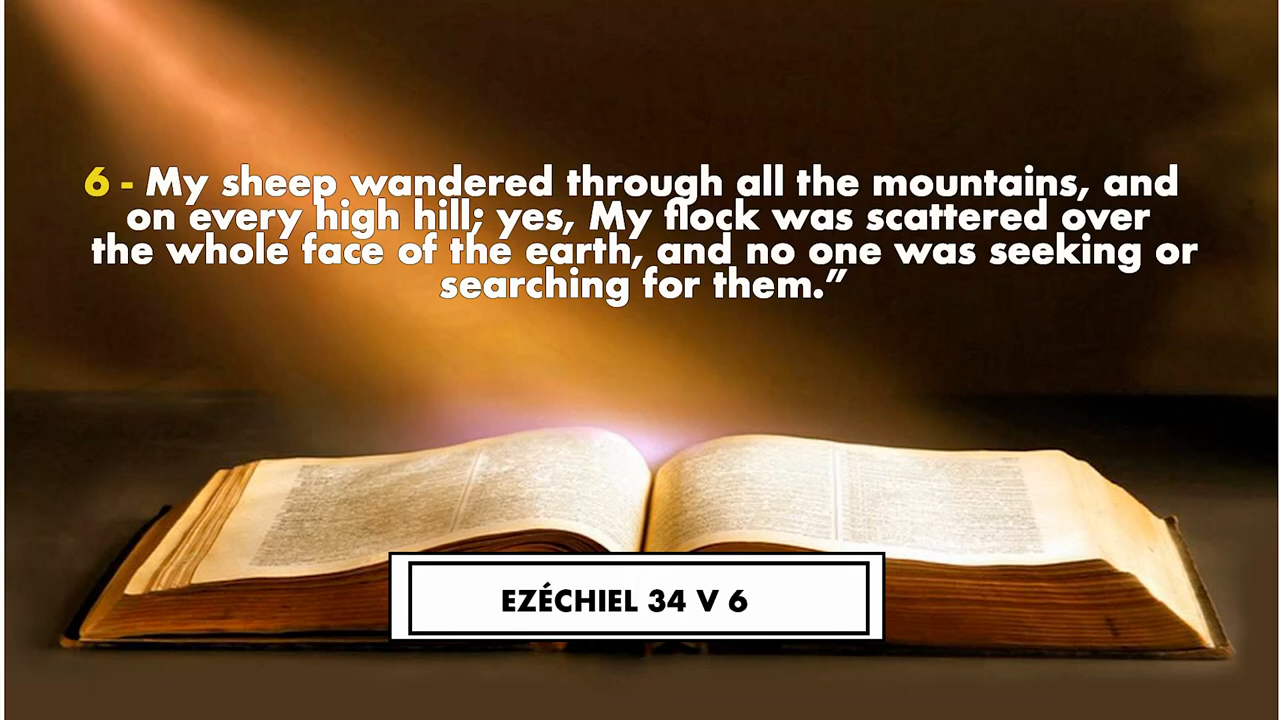 6 - My sheep wandered through all the mountains, and
on every high hill; yes, My flock was scattered over
the whole face of the earth, and no one was seeking or
searching for them.”
EZÉCHIEL 34 V 6